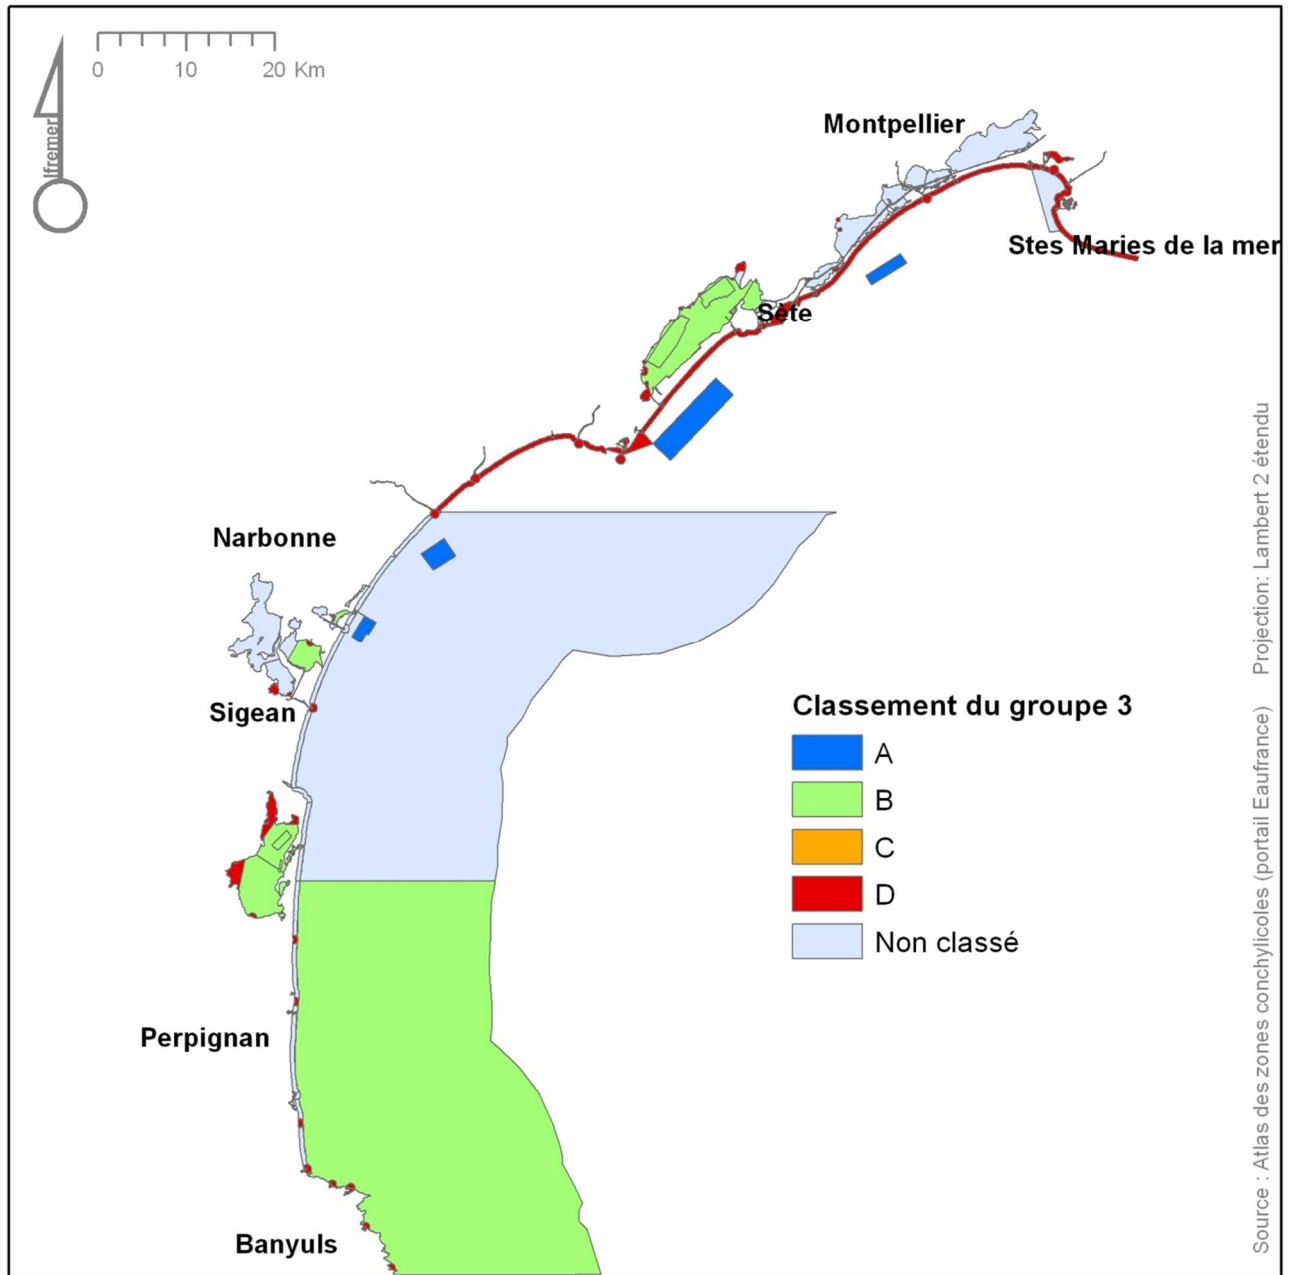 0 10 20 Km
Ifremer
Montpellier
Stes Maries de la mer
Sète
Narbonne
Sigean
Perpignan
Banyuls
Classement du groupe 3
A
B
C
D
Non classé
Source : Atlas des zones conchylicoles (portail Eaufrance) Projection: Lambert 2 étendu